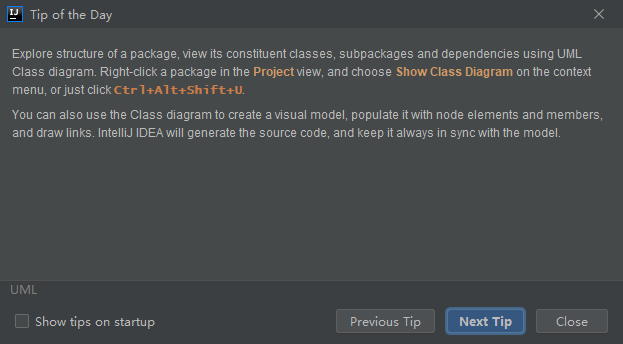 IJ
Tip of the Day
Explore structure of a package, view its constituent classes, subpackages and dependencies using UML
Class diagram. Right-click a package in the Project view, and choose Show Class Diagram on the context
menu, or just click Ctrl+Alt+Shift+U.
You can also use the Class diagram to create a visual model, populate it with node elements and members,
and draw links. IntelliJ IDEA will generate the source code, and keep it always in sync with the model.
UML
Show tips on startup
Previous Tip
Next Tip
Close